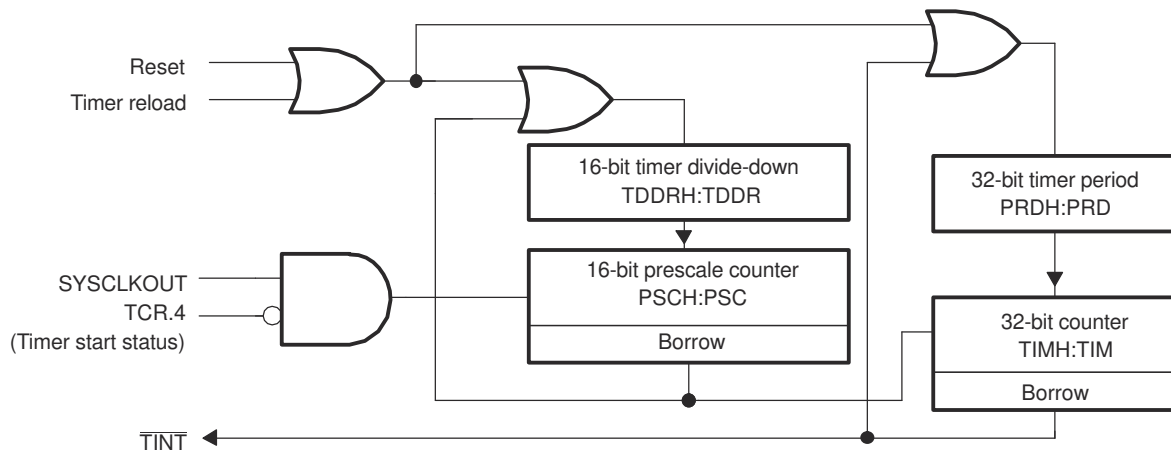 Reset
Timer reload
16-bit timer divide-down
TDDRH:TDDR
32-bit timer period
PRDH:PRD
SYSCLKOUT
TCR.4
(Timer start status)
16-bit prescale counter
PSCH:PSC
Borrow
32-bit counter
TIMH:TIM
Borrow
TINT